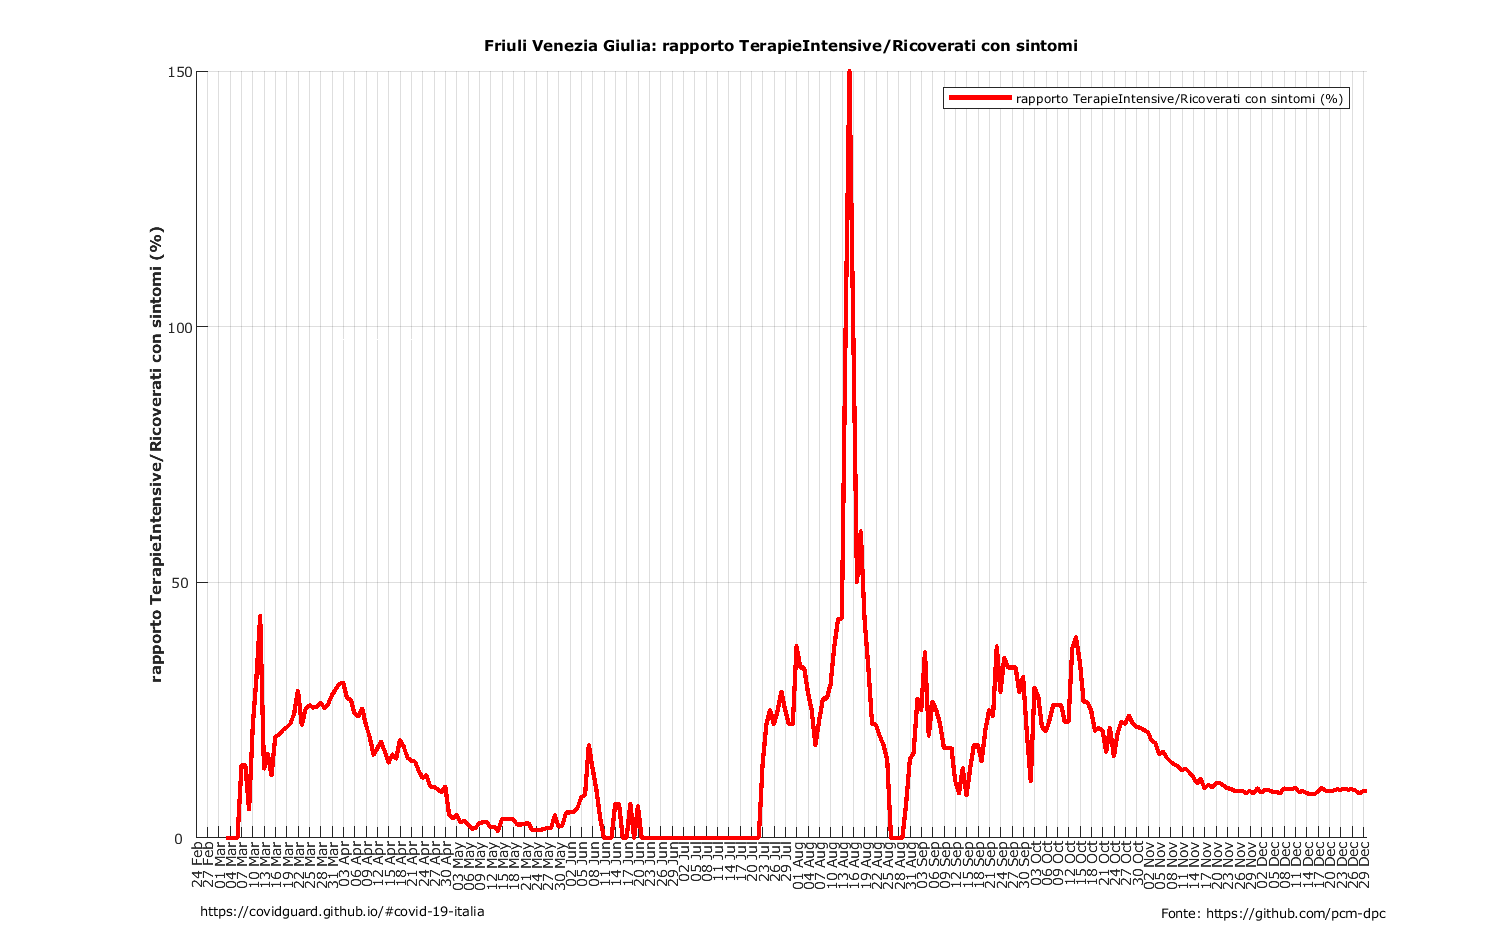 Friuli Venezia Giulia: rapporto TerapieIntensive/Ricoverati con sintomi
rapporto TerapieIntensive/Ricoverati con sintomi (%)
rapporto TerapieIntensive/Ricoverati con sintomi (%)
150
100
50
0
24 Feb
27 Feb
01 Mar
04 Mar
07 Mar
10 Mar
13 Mar
16 Mar
19 Mar
22 Mar
25 Mar
28 Mar
31 Mar
03 Apr
06 Apr
09 Apr
12 Apr
15 Apr
18 Apr
21 Apr
24 Apr
27 Apr
30 Apr
03 May
06 May
09 May
12 May
15 May
18 May
21 May
24 May
27 May
30 May
02 Jun
05 Jun
08 Jun
11 Jun
14 Jun
17 Jun
20 Jun
23 Jun
26 Jun
29 Jun
02 Jul
05 Jul
08 Jul
11 Jul
14 Jul
17 Jul
20 Jul
23 Jul
26 Jul
29 Jul
01 Aug
04 Aug
07 Aug
10 Aug
13 Aug
16 Aug
19 Aug
22 Aug
25 Aug
28 Aug
31 Aug
03 Sep
06 Sep
09 Sep
12 Sep
15 Sep
18 Sep
21 Sep
24 Sep
27 Sep
30 Sep
03 Oct
06 Oct
09 Oct
12 Oct
15 Oct
18 Oct
21 Oct
24 Oct
27 Oct
30 Oct
02 Nov
05 Nov
08 Nov
11 Nov
14 Nov
17 Nov
20 Nov
23 Nov
26 Nov
29 Nov
02 Dec
05 Dec
08 Dec
11 Dec
14 Dec
17 Dec
20 Dec
23 Dec
26 Dec
29 Dec
https://covidguard.github.io/#covid-19-italia
Fonte: https://github.com/pcm-dpc